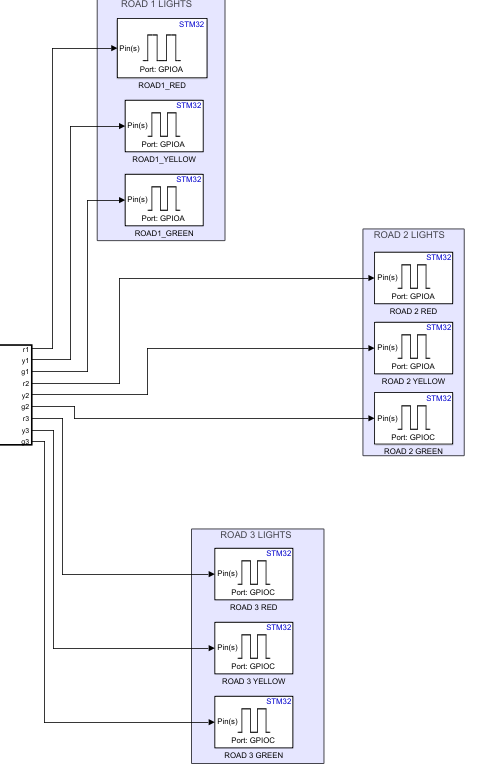 ROAD 1 LIGHTS
STM32
Pin(s)
Port: GPIOA
ROAD1_RED
STM32
Pin(s)
Port: GPIOA
ROAD1_YELLOW
STM32
Pin(s)
Port: GPIOA
ROAD1_GREEN
ROAD 2 LIGHTS
STM32
Pin(s)
Port: GPIOA
ROAD 2 RED
STM32
Pin(s)
Port: GPIOA
ROAD 2 YELLOW
STM32
Pin(s)
Port: GPIOC
ROAD 2 GREEN
r1
y1
g1
r2
y2
g2
r3
y3
g3
ROAD 3 LIGHTS
STM32
Pin(s)
Port: GPIOC
ROAD 3 RED
STM32
Pin(s)
Port: GPIOC
ROAD 3 YELLOW
STM32
Pin(s)
Port: GPIOC
ROAD 3 GREEN